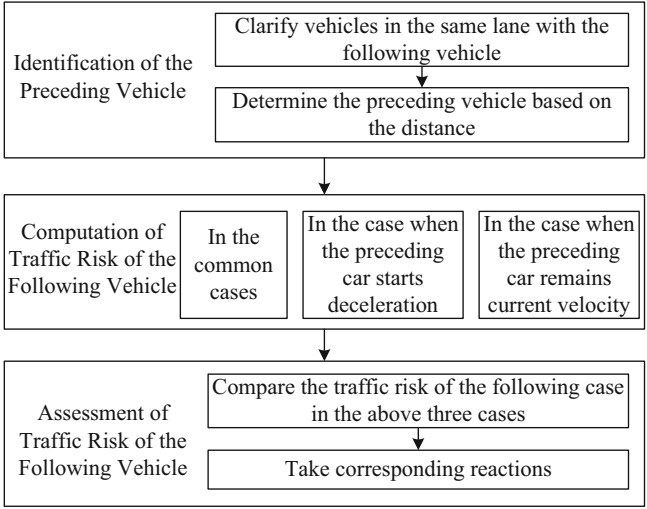 Identification of the
Preceding Vehicle
Clarify vehicles in the same lane with the
following vehicle
Determine the preceding vehicle based on
the distance
Computation of
Traffic Risk of the
Following Vehicle
In the
common
cases
In the case when
the preceding
car starts
deceleration
In the case when
the preceding
car remains
current velocity
Assessment of
Traffic Risk of the
Following Vehicle
Compare the traffic risk of the following case
in the above three cases
Take corresponding reactions